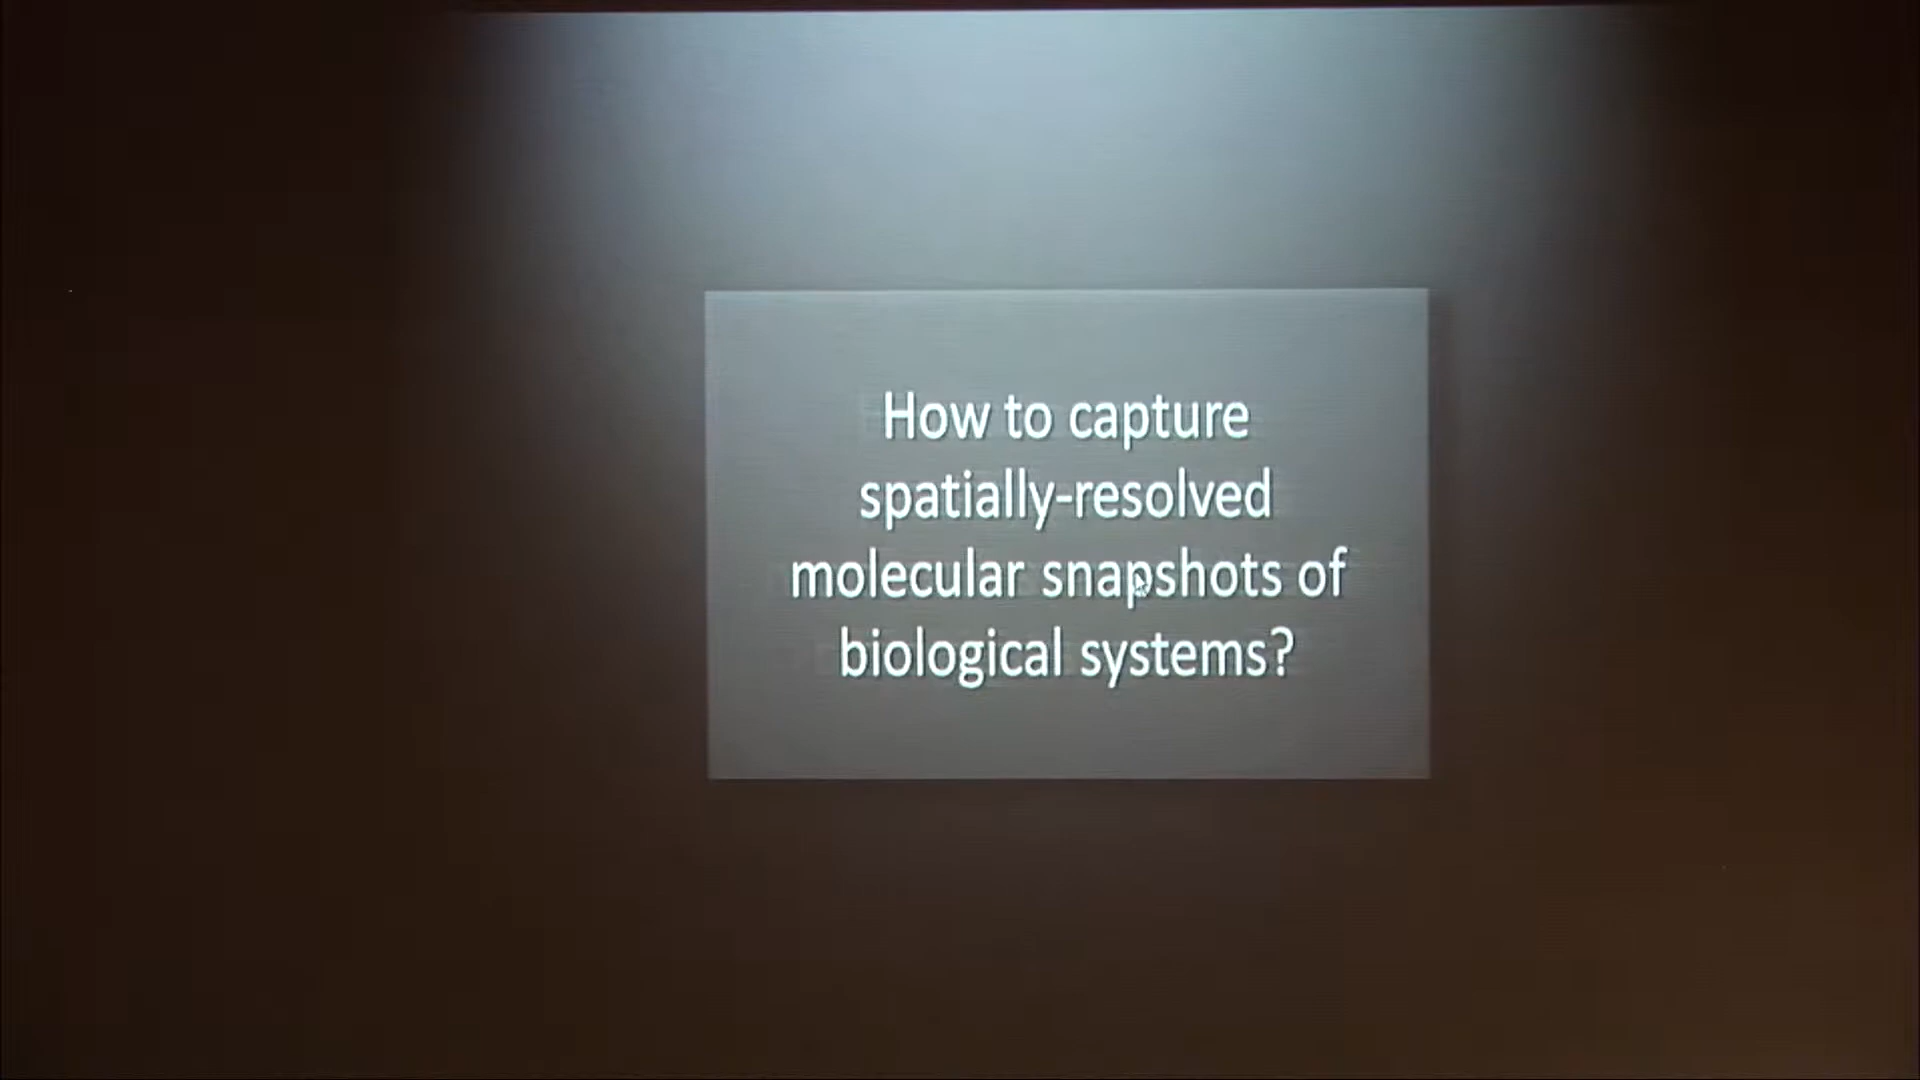 How to capture
spatially-resolved
molecular snapshots of
biological systems?